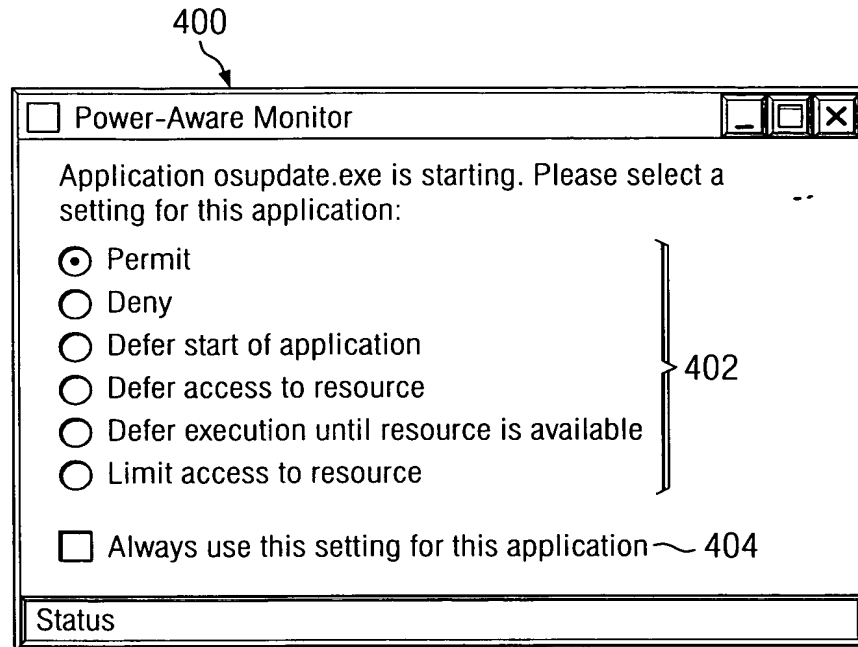 400
Power-Aware Monitor
Application osupdate.exe is starting. Please select a
setting for this application:
Permit
Deny
Defer start of application
Defer access to resource
Defer execution until resource is available
Limit access to resource
402
Always use this setting for this application
404
Status